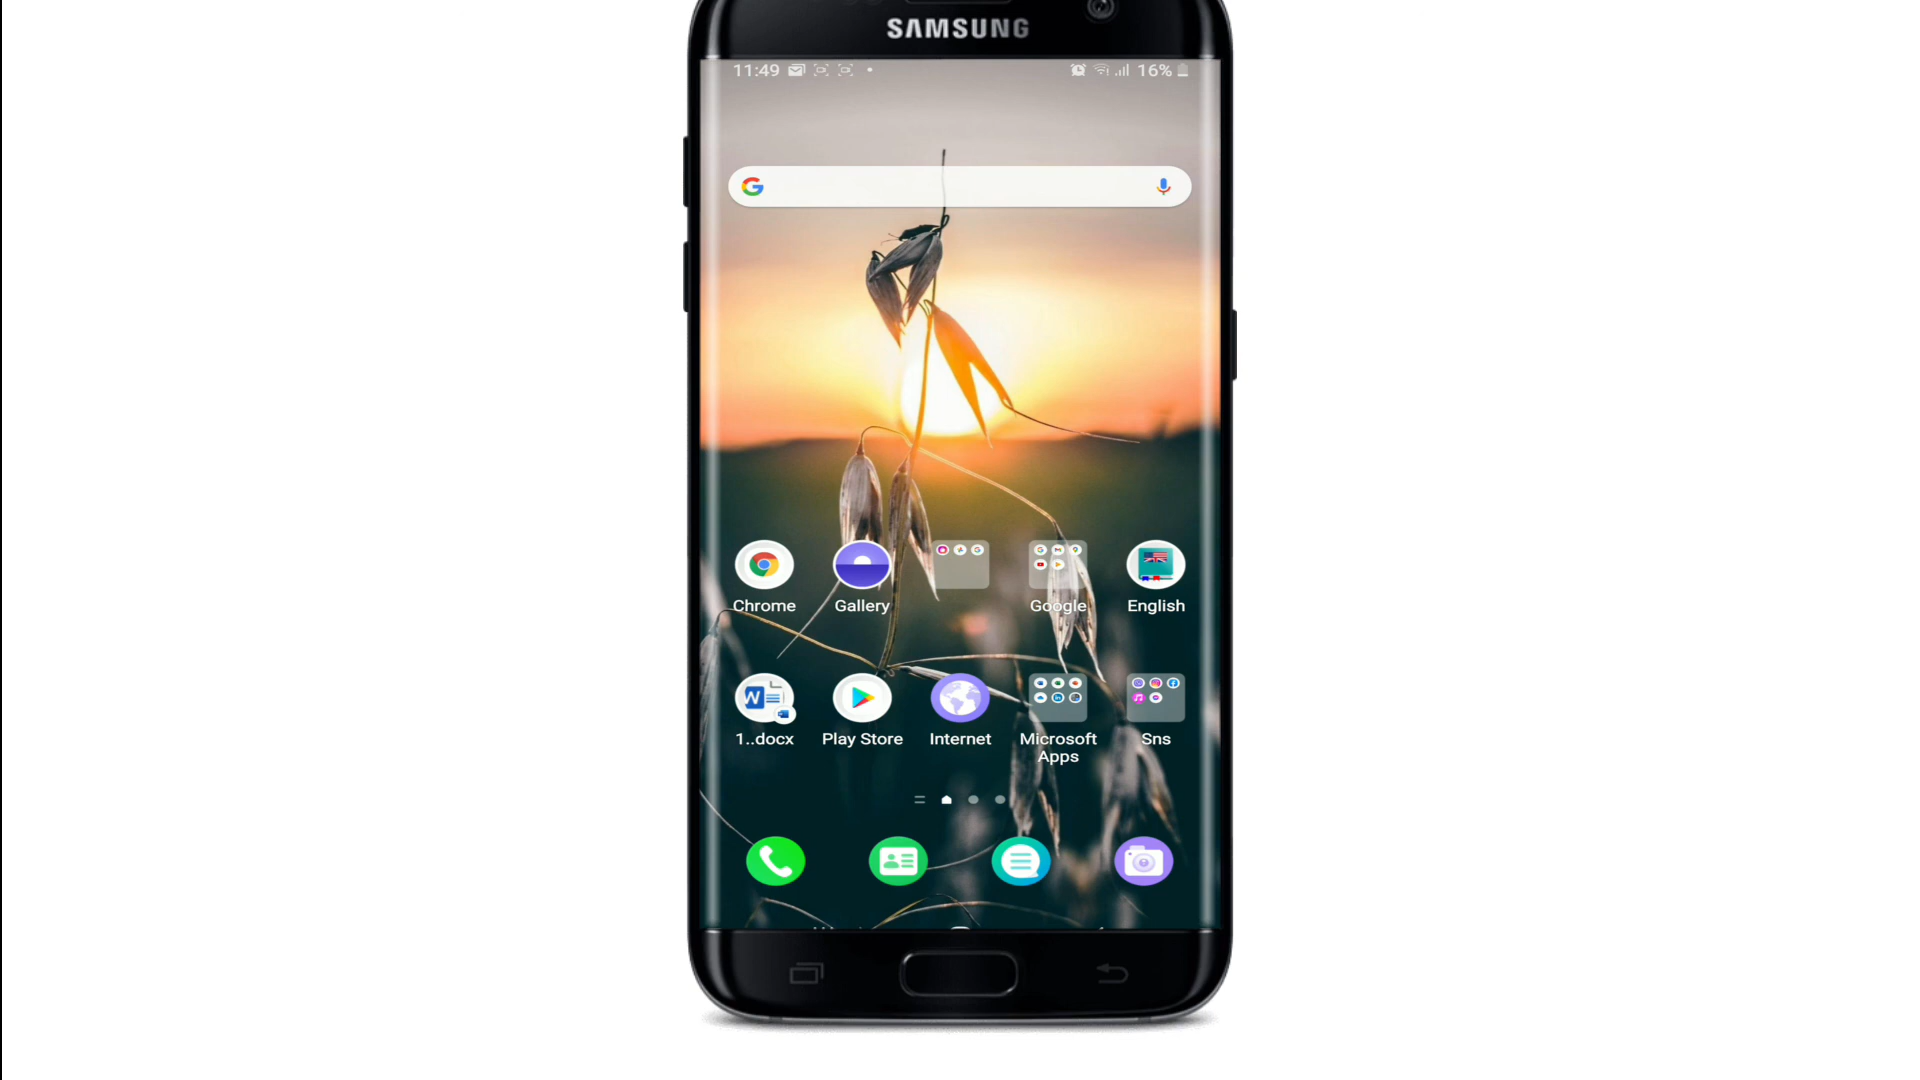 SAMSUNG
11:49
16%
Chrome
Gallery
Google
English
W
1..docx
Play Store
Internet
Microsoft
Apps
Sns